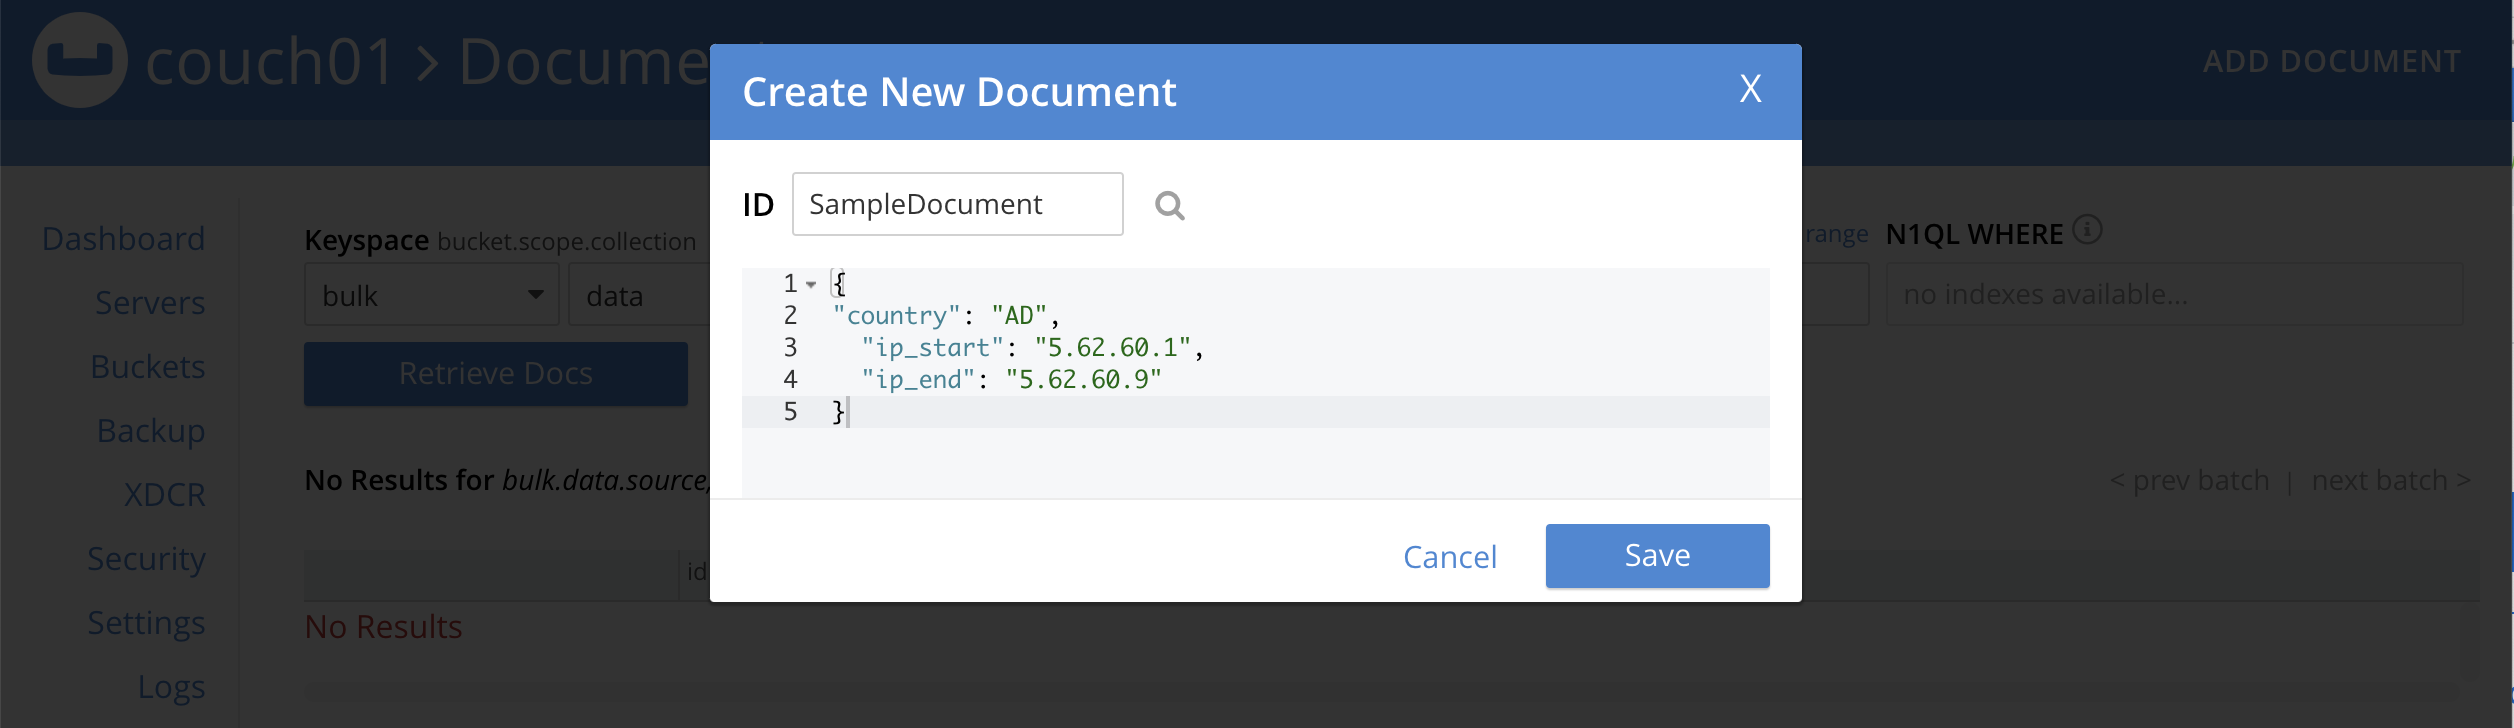 couch01 > Docume
ADD DOCUMENT
Dashboard
Servers
Buckets
Backup
XDCR
Security
Settings
Logs
Keyspace bucket.scope.collection
bulk
data
Retrieve Docs
range
N1QL WHERE
no indexes available...
No Results for bulk.data.source,
< prev batch | next batch >
id
No Results
Create New Document
X
ID SampleDocument
1 {
2 "country": "AD",
3 "ip_start": "5.62.60.1",
4 "ip_end": "5.62.60.9"
5 }
Cancel
Save